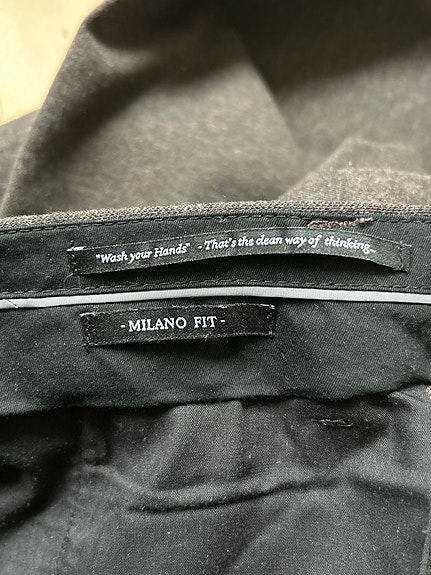 "Wash your Hands" - That's the clean way of thinking...
- MILANO FIT -